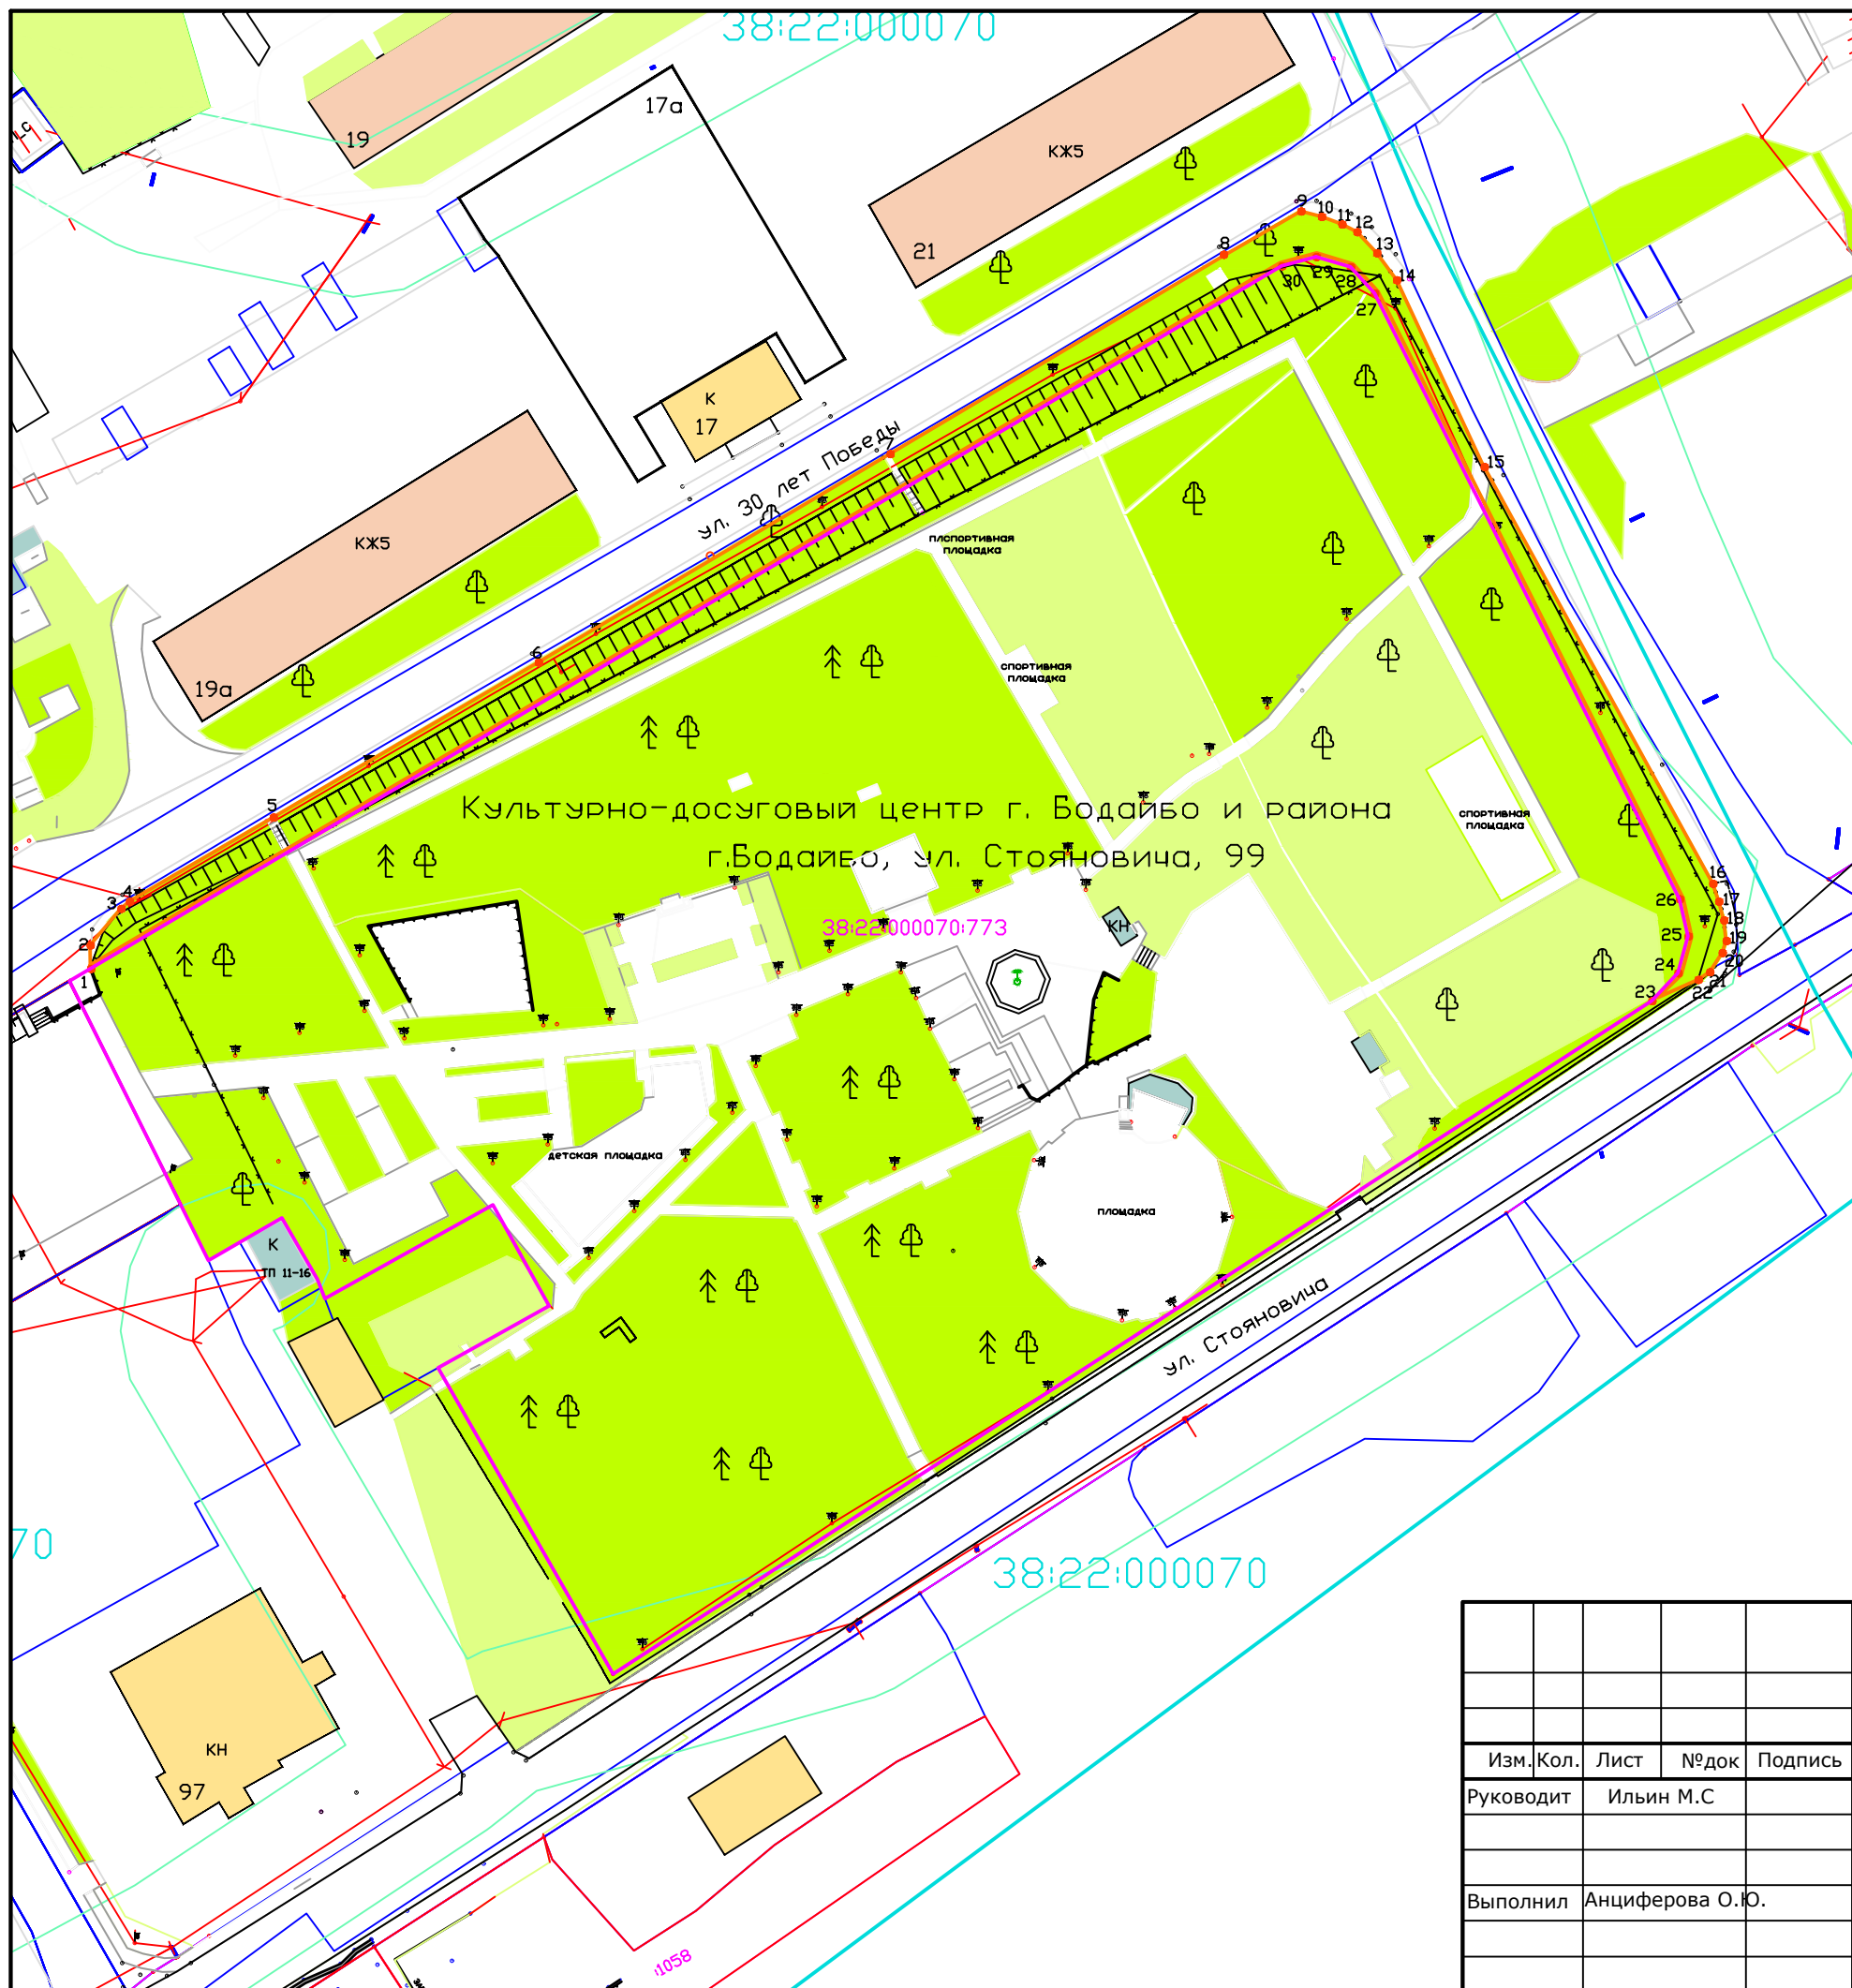 38:22:000070
17а
19
КЖ5
21
9
10
11
12
13
14
8
30
29
28
27
К
17
7
ул. 30 лет Победы
15
КЖ5
19а
6
плспортивная
площадка
спортивная
площадка
5
Культурно-досуговый центр г. Бодайбо и района
г.Бодайбо, ул. Стояновича, 99
спортивная
площадка
4
3
2
1
16
17
18
19
20
21
22
23
24
25
26
38:22:000070:773
КН
детская площадка
площадка
К
ТП 11-16
ул. Стояновича
70
38:22:000070
КН
97
:1058
Изм. Кол. Лист №док Подпись
Руководит Ильин М.С
Выполнил Анциферова О.Ю.